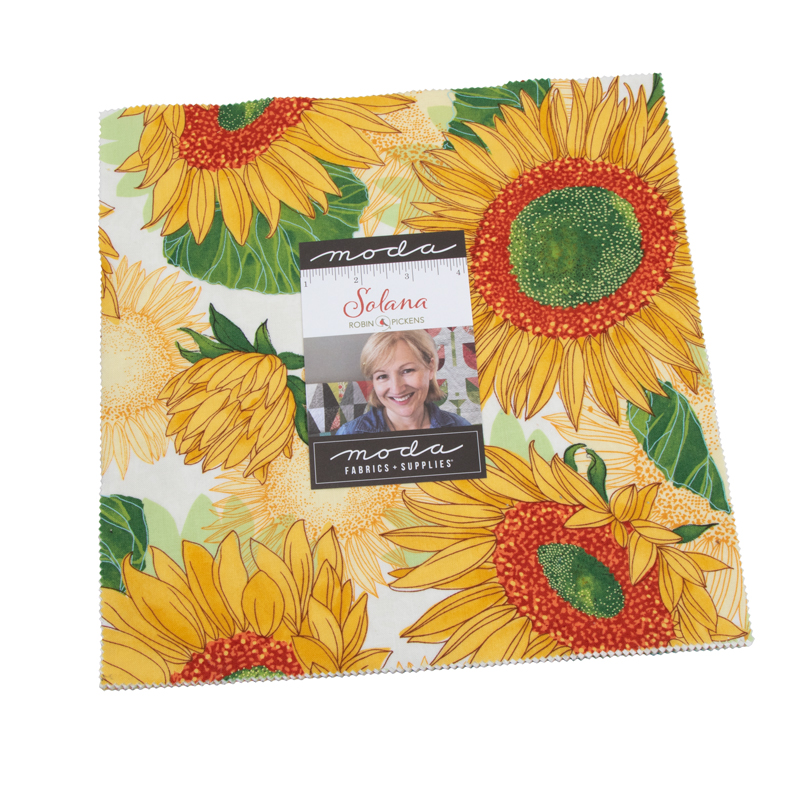 moda
1 2 3 4
Solana
ROBIN PICKENS
moda
FABRICS + SUPPLIES®